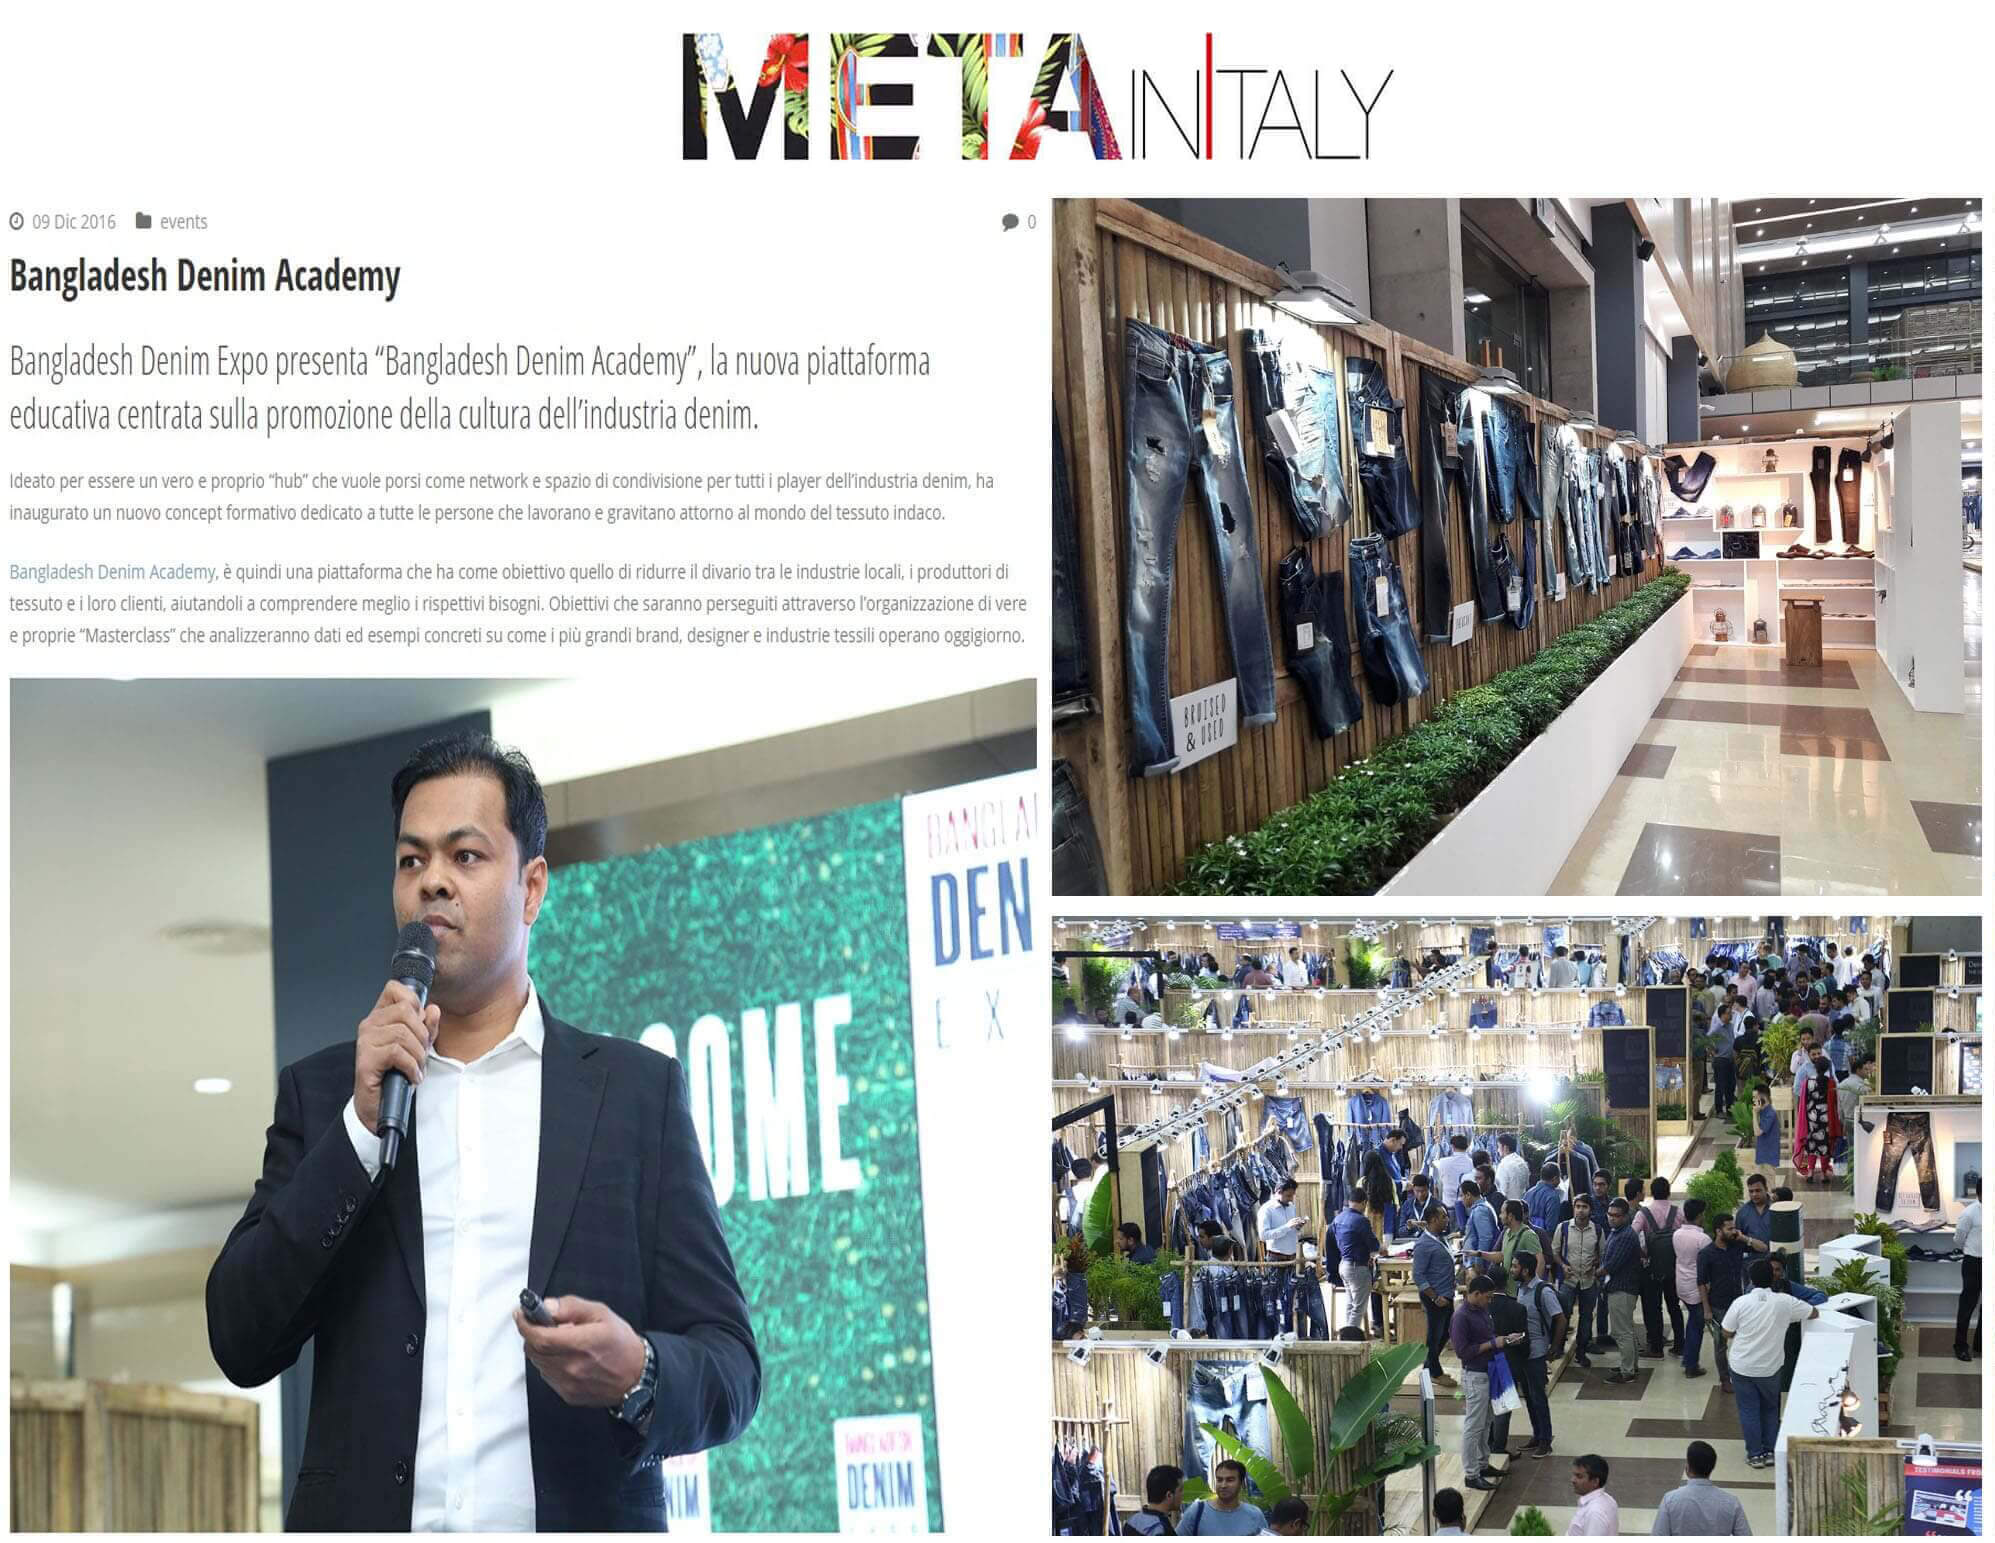 METAINITALY
09 Dic 2016 events 0
Bangladesh Denim Academy
Bangladesh Denim Expo presenta “Bangladesh Denim Academy”, la nuova piattaforma
educativa centrata sulla promozione della cultura dell’industria denim.
Ideato per essere un vero e proprio “hub” che vuole porsi come network e spazio di condivisione per tutti i player dell’industria denim, ha
inaugurato un nuovo concept formativo dedicato a tutte le persone che lavorano e gravitano attorno al mondo del tessuto indaco.
Bangladesh Denim Academy, è quindi una piattaforma che ha come obiettivo quello di ridurre il divario tra le industrie locali, i produttori di
tessuto e i loro clienti, aiutandoli a comprendere meglio i rispettivi bisogni. Obiettivi che saranno perseguiti attraverso l’organizzazione di vere
e proprie “Masterclass” che analizzeranno dati ed esempi concreti su come i più grandi brand, designer e industrie tessili operano oggigiorno.
BANGLA
DEN
EX
OME
DENIM
NIM
BRUISED
& USED
TESTIMONIALS FRO